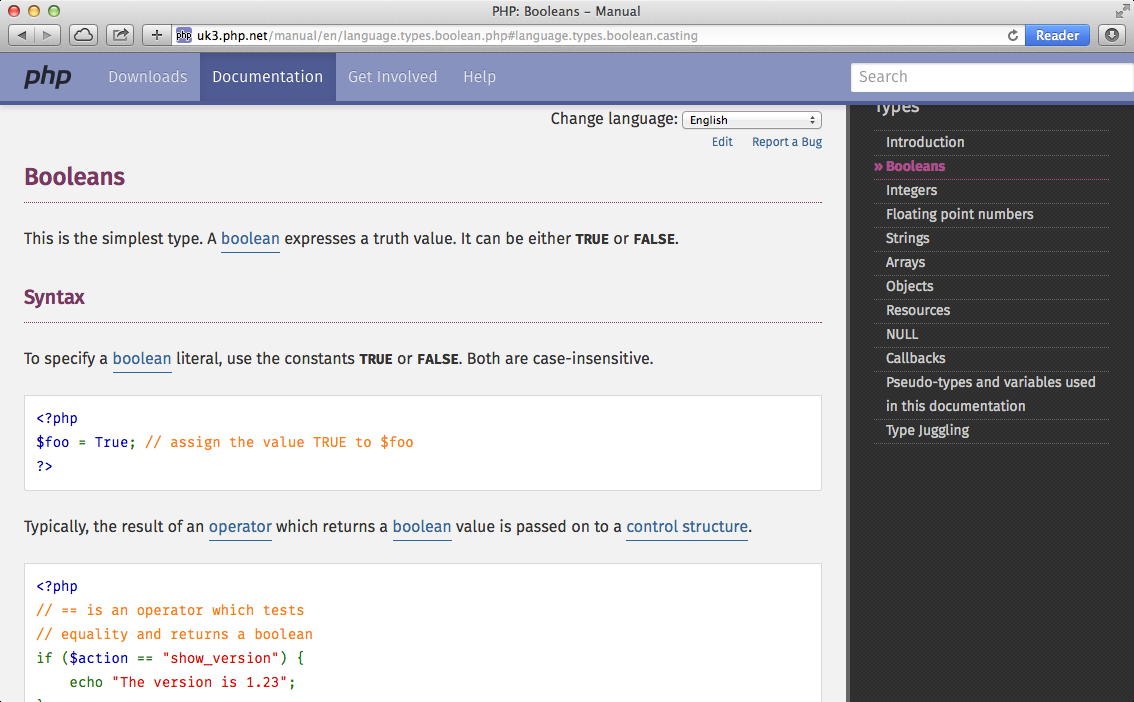 PHP: Booleans – Manual
php uk3.php.net/manual/en/language.types.boolean.php#language.types.boolean.casting
Reader
php
Downloads
Documentation
Get Involved
Help
Search
Change language: English
Edit Report a Bug
Booleans
This is the simplest type. A boolean expresses a truth value. It can be either TRUE or FALSE.
Syntax
To specify a boolean literal, use the constants TRUE or FALSE. Both are case-insensitive.
<?php
$foo = True; // assign the value TRUE to $foo
?>
Typically, the result of an operator which returns a boolean value is passed on to a control structure.
<?php
// == is an operator which tests
// equality and returns a boolean
if ($action == "show_version") {
    echo "The version is 1.23";
Types
Introduction
» Booleans
Integers
Floating point numbers
Strings
Arrays
Objects
Resources
NULL
Callbacks
Pseudo-types and variables used
in this documentation
Type Juggling